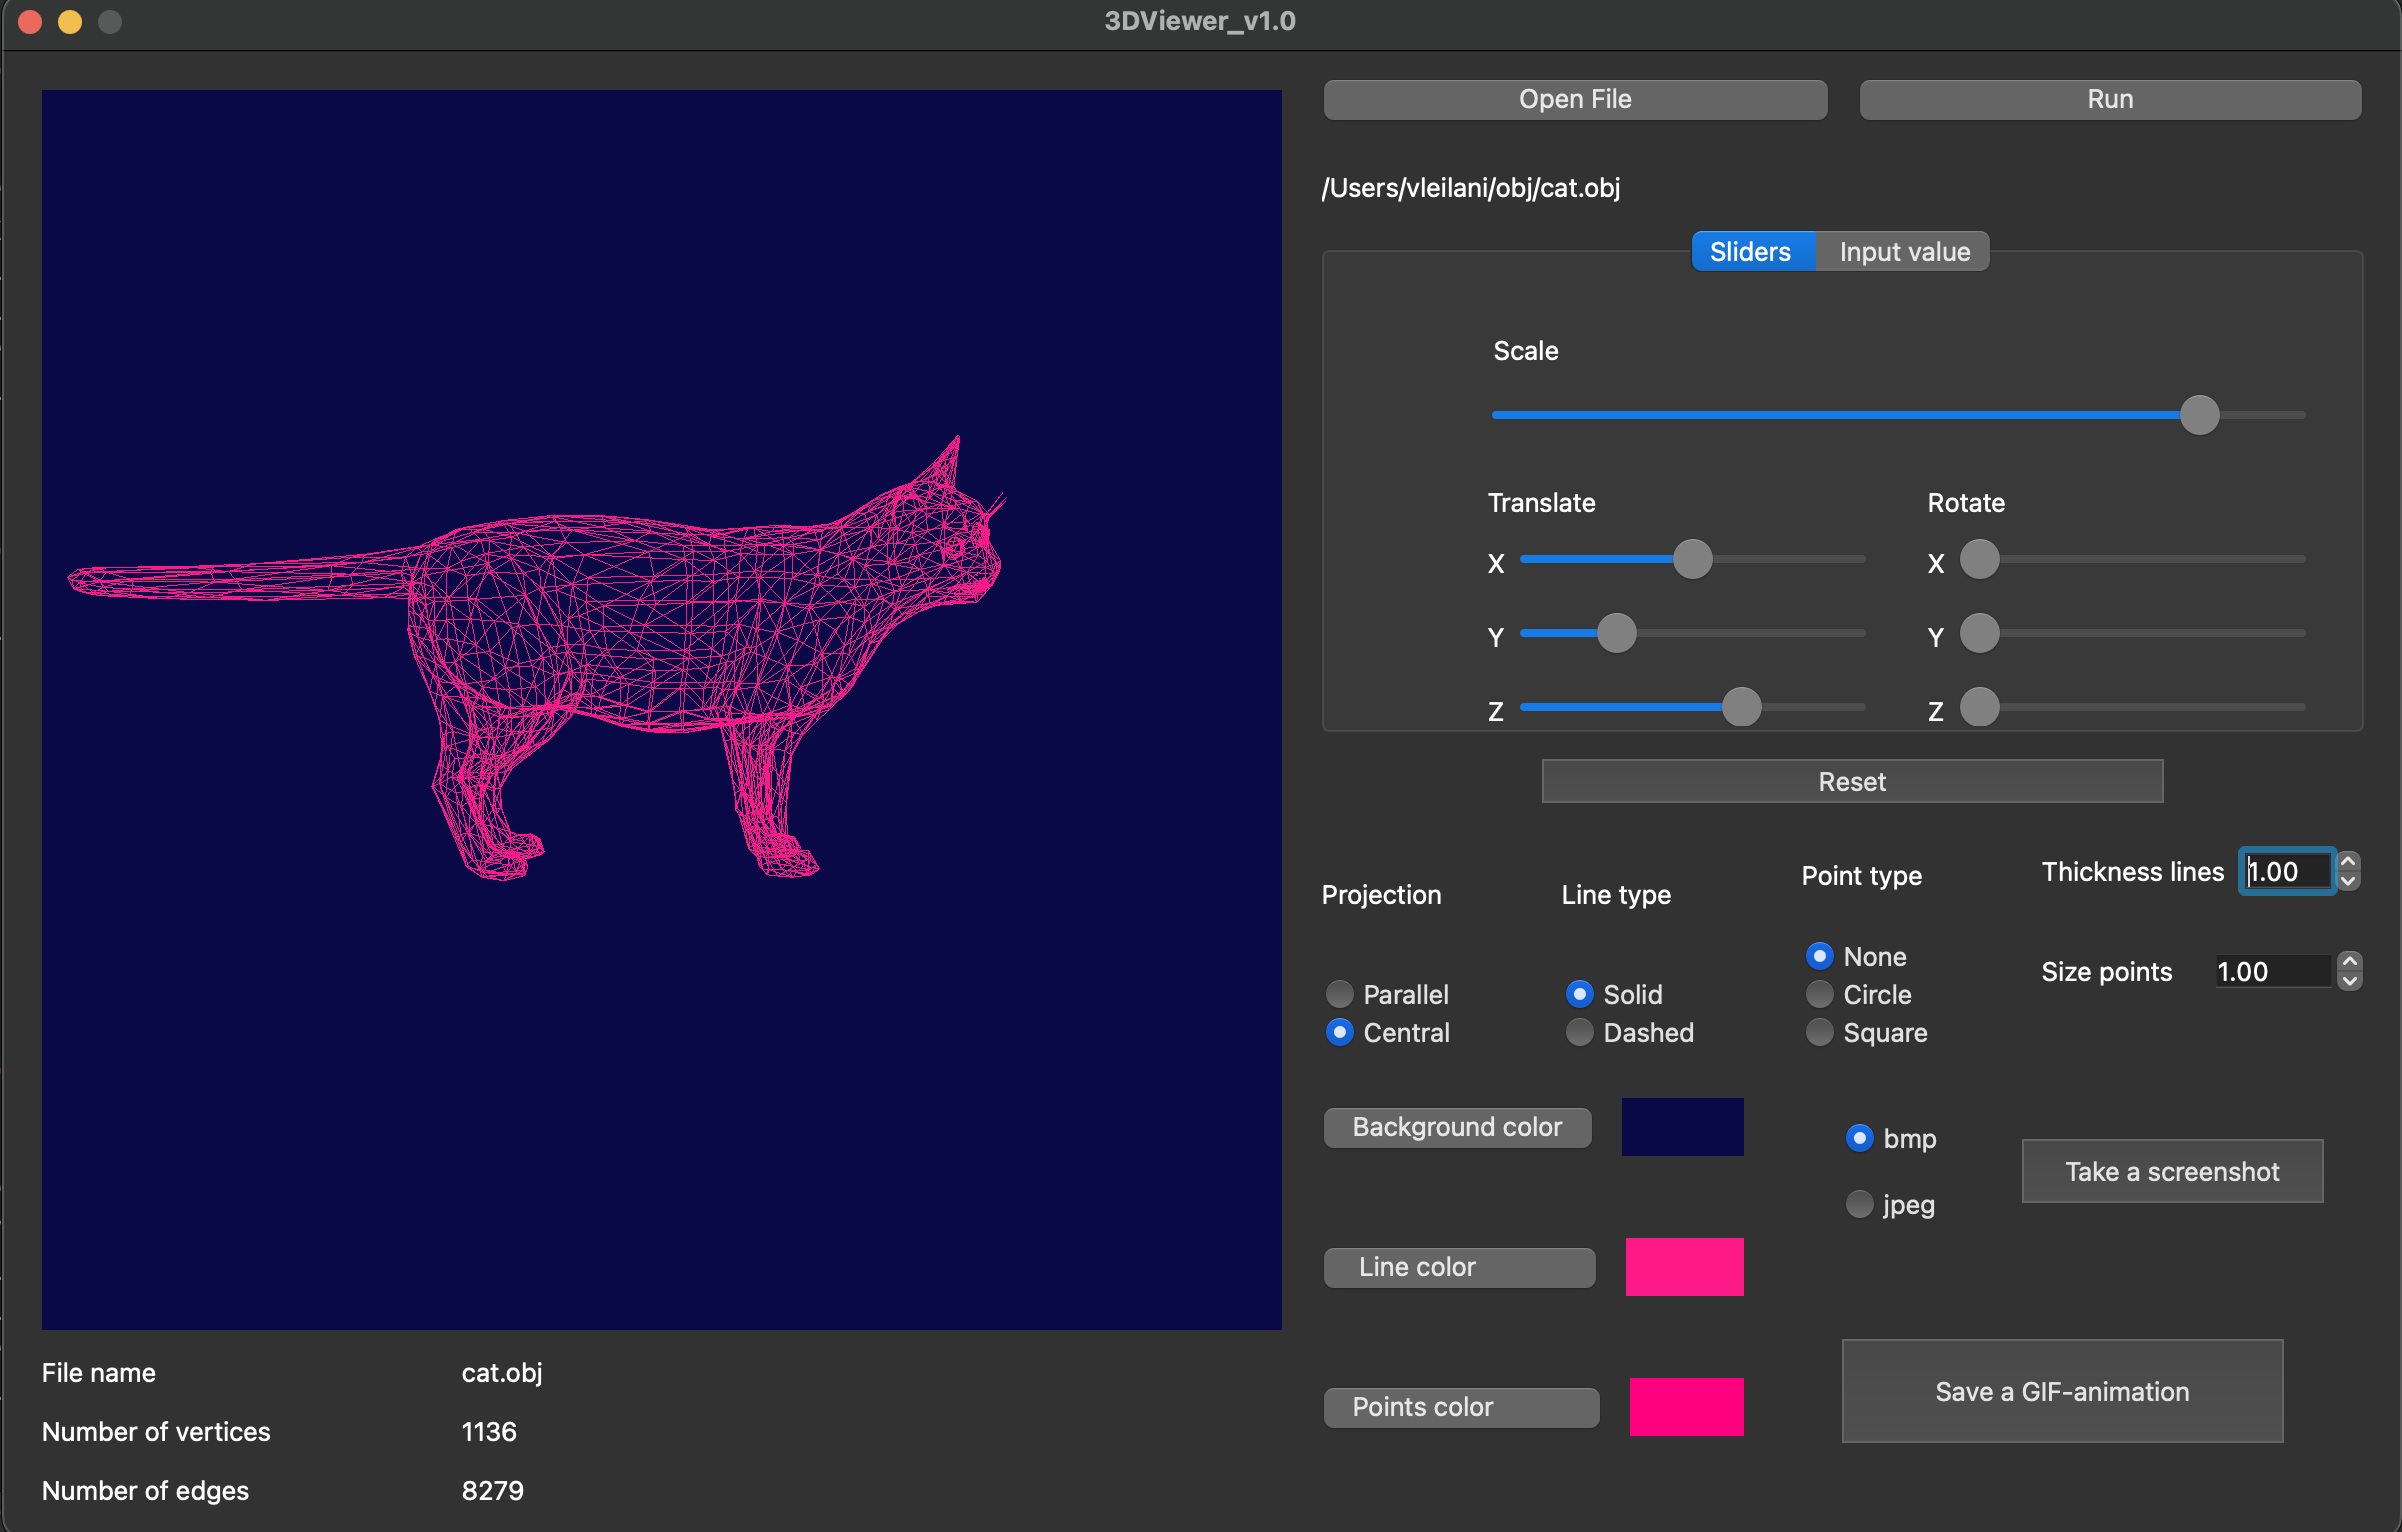 3DViewer_v1.0
Open File
Run
/Users/vleilani/obj/cat.obj
Sliders
Input value
Scale
Translate
Rotate
X
X
Y
Y
Z
Z
Reset
Projection
Line type
Point type
Thickness lines 1.00
None
Size points 1.00
Parallel
Solid
Circle
Central
Dashed
Square
Background color
bmp
Take a screenshot
jpeg
Line color
Points color
Save a GIF-animation
File name cat.obj
Number of vertices 1136
Number of edges 8279